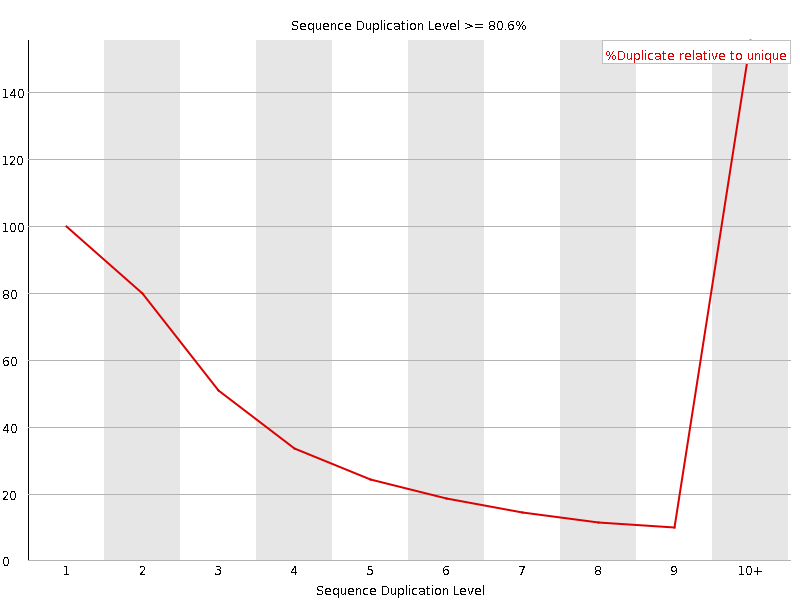 Sequence Duplication Level >= 80.6%
%Duplicate relative to unique
140
120
100
80
60
40
20
0
1 2 3 4 5 6 7 8 9 10+
Sequence Duplication Level